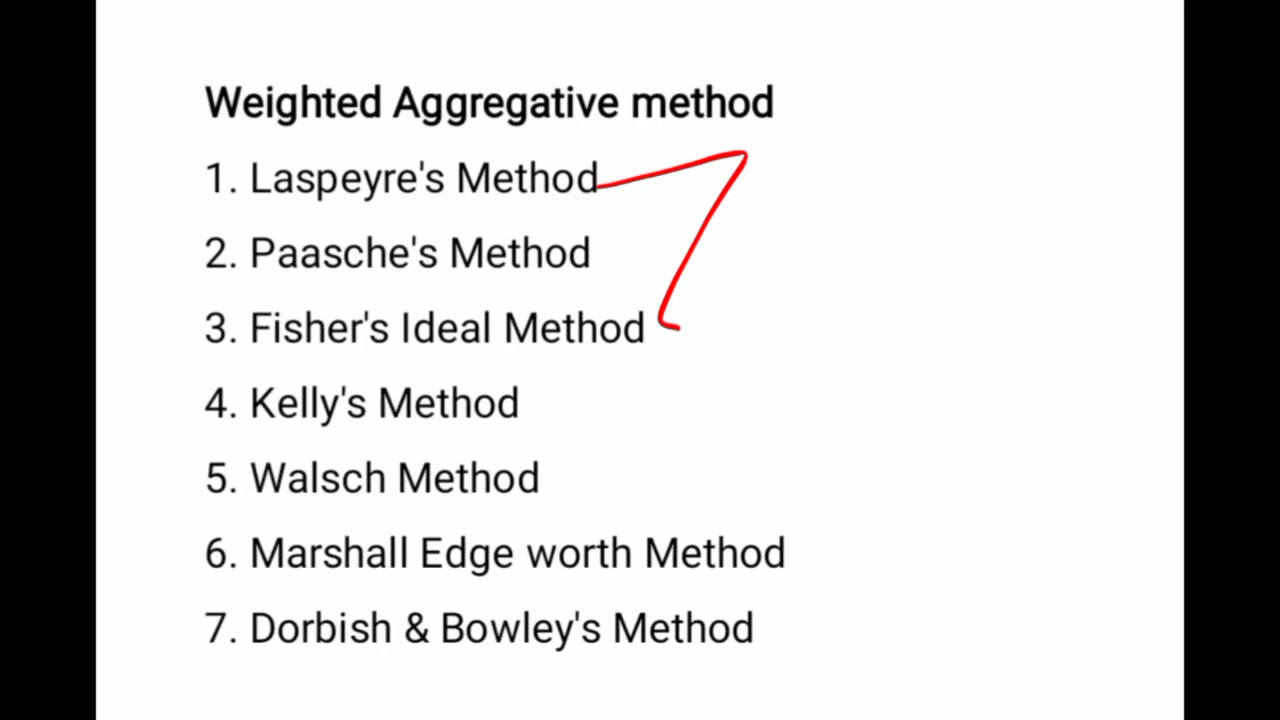 Weighted Aggregative method
1. Laspeyre's Method
2. Paasche's Method
3. Fisher's Ideal Method
4. Kelly's Method
5. Walsch Method
6. Marshall Edge worth Method
7. Dorbish & Bowley's Method